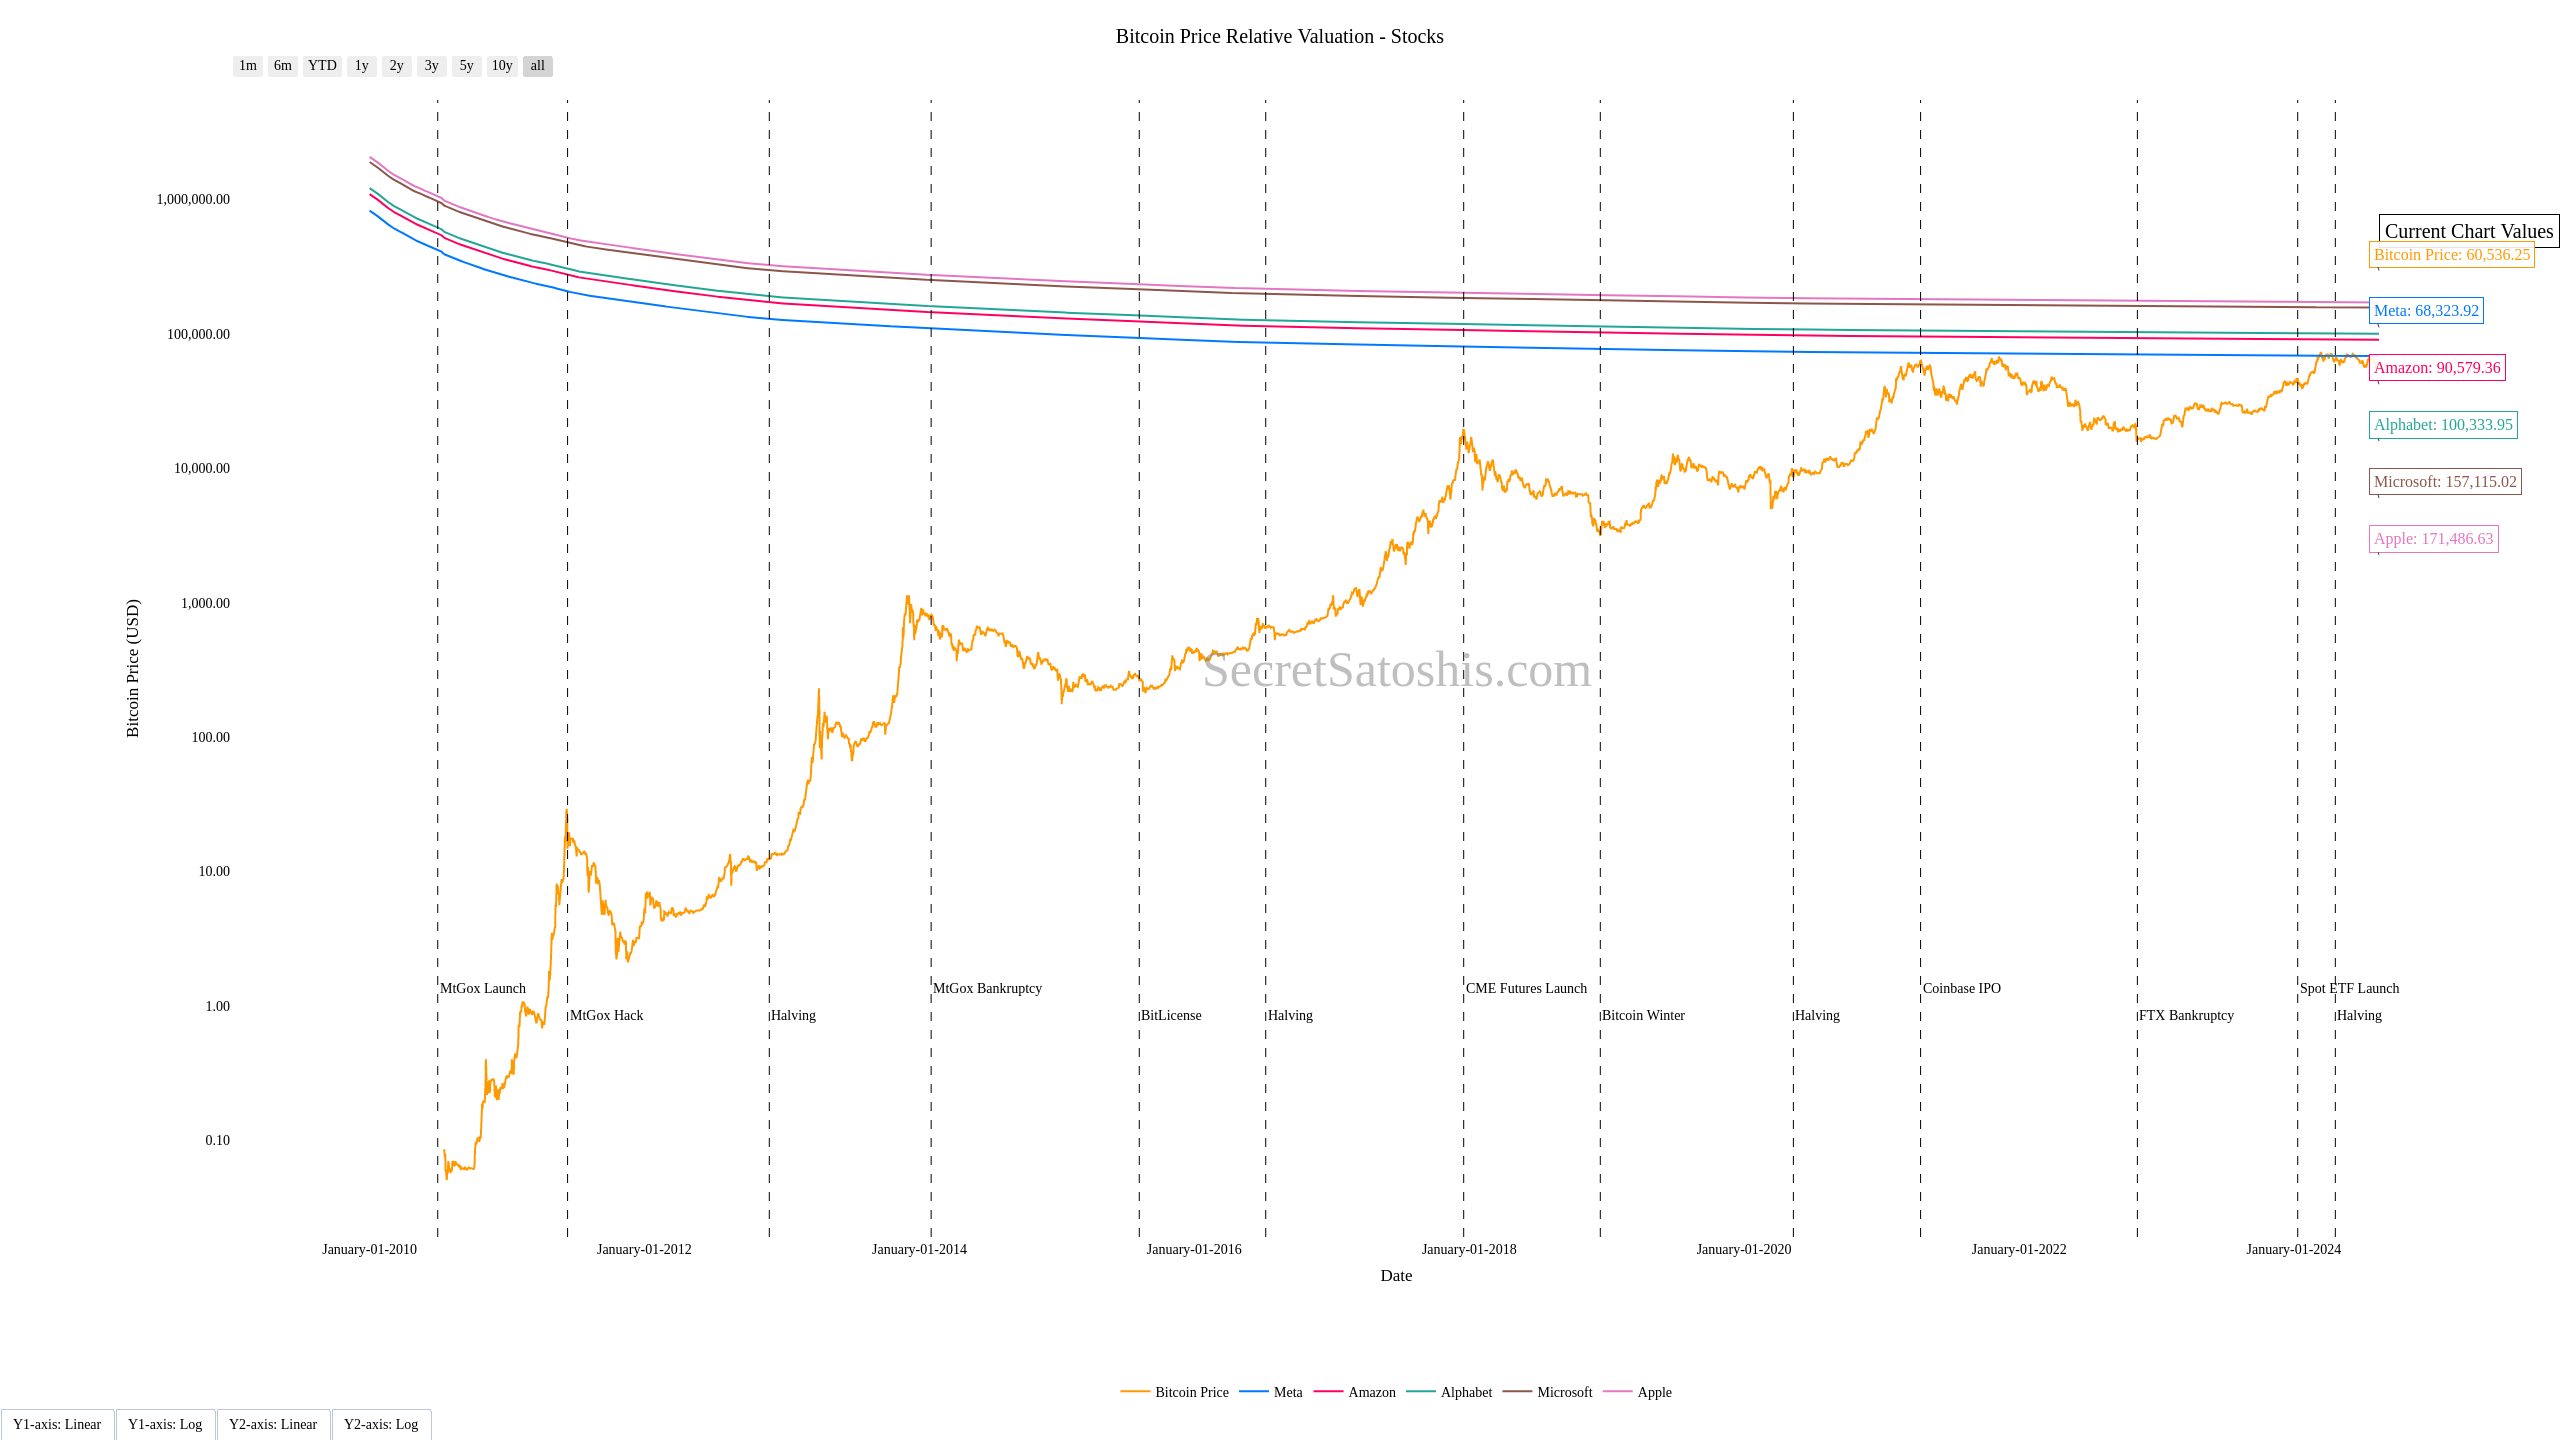 Bitcoin Price Relative Valuation - Stocks
1m 6m YTD 1y 2y 3y 5y 10y all
1,000,000.00
100,000.00
10,000.00
1,000.00
100.00
10.00
1.00
0.10
Bitcoin Price (USD)
Current Chart Values
Bitcoin Price: 60,536.25
Meta: 68,323.92
Amazon: 90,579.36
Alphabet: 100,333.95
Microsoft: 157,115.02
Apple: 171,486.63
SecretSatoshis.com
MtGox Launch
MtGox Hack
Halving
MtGox Bankruptcy
BitLicense
Halving
CME Futures Launch
Bitcoin Winter
Halving
Coinbase IPO
FTX Bankruptcy
Spot ETF Launch
Halving
January-01-2010 January-01-2012 January-01-2014 January-01-2016 January-01-2018 January-01-2020 January-01-2022 January-01-2024
Date
Bitcoin Price Meta Amazon Alphabet Microsoft Apple
Y1-axis: Linear Y1-axis: Log Y2-axis: Linear Y2-axis: Log